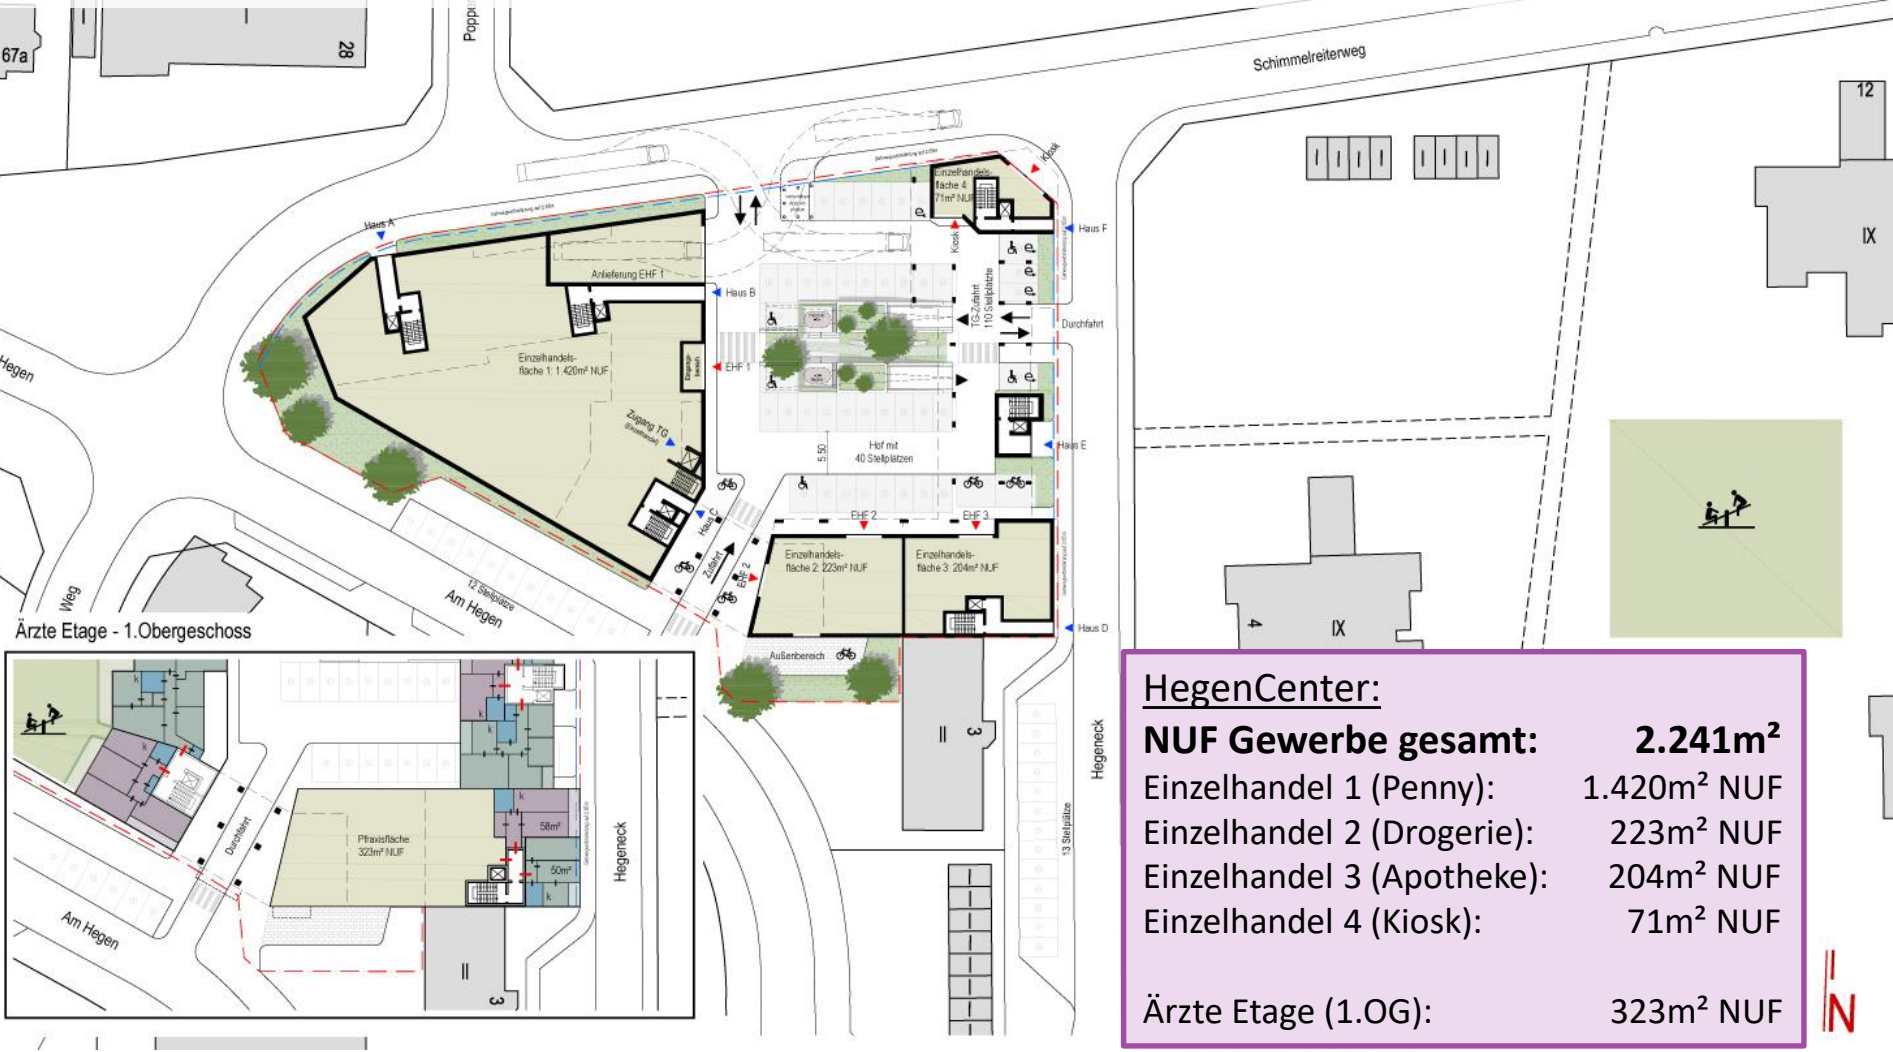 67a
I
I
28
Poppe
Schimmelreiterweg
12
IX
Kiosk
Einzelhandels-
fläche 4:
71m² NUF
Kiosk
Haus F
Haus A
Anlieferung EHF 1
Haus B
TG-Zufahrt
110 Stellplätze
Durchfahrt
Hegen
Einzelhandels-
fläche 1: 1.420m² NUF
Eingangs-
bereich
EHF 1
Zugang TG
(Einzelhandel)
5.50
Hof mit
40 Stellplätzen
Haus E
Haus C
Zufahrt
EHF 2
EHF 2
EHF 3
Einzelhandels-
fläche 2: 223m² NUF
Einzelhandels-
fläche 3: 204m² NUF
Haus D
Außenbereich
12 Stellplätze
Am Hegen
Weg
4
IX
II
3
Hegeneck
13 Stellplätze
Ärzte Etage - 1.Obergeschoss
k
k
k
k
k
Praxisfläche
323m² NUF
58m²
50m²
Durchfahrt
Am Hegen
Hegeneck
II
3
HegenCenter:
NUF Gewerbe gesamt: 2.241m²
Einzelhandel 1 (Penny): 1.420m² NUF
Einzelhandel 2 (Drogerie): 223m² NUF
Einzelhandel 3 (Apotheke): 204m² NUF
Einzelhandel 4 (Kiosk): 71m² NUF
Ärzte Etage (1.OG): 323m² NUF
N